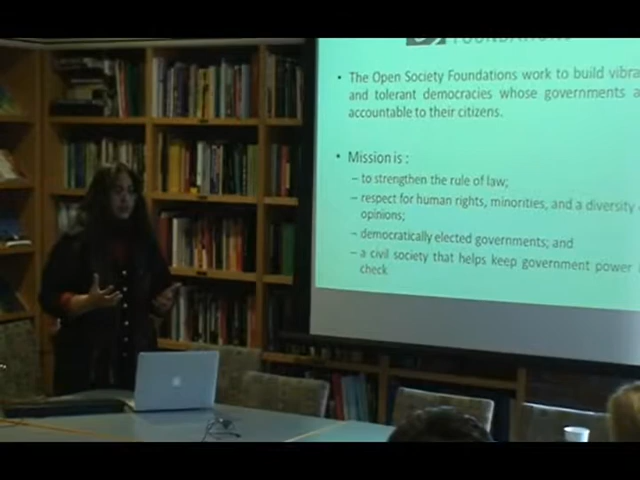 FOUNDATIONS
• The Open Society Foundations work to build
and tolerant democracies whose governments
accountable to their citizens.
• Mission is :
– to strengthen the rule of law;
– respect for human rights, minorities, and a diversity
opinions;
– democratically elected governments; and
– a civil society that helps keep government power
check